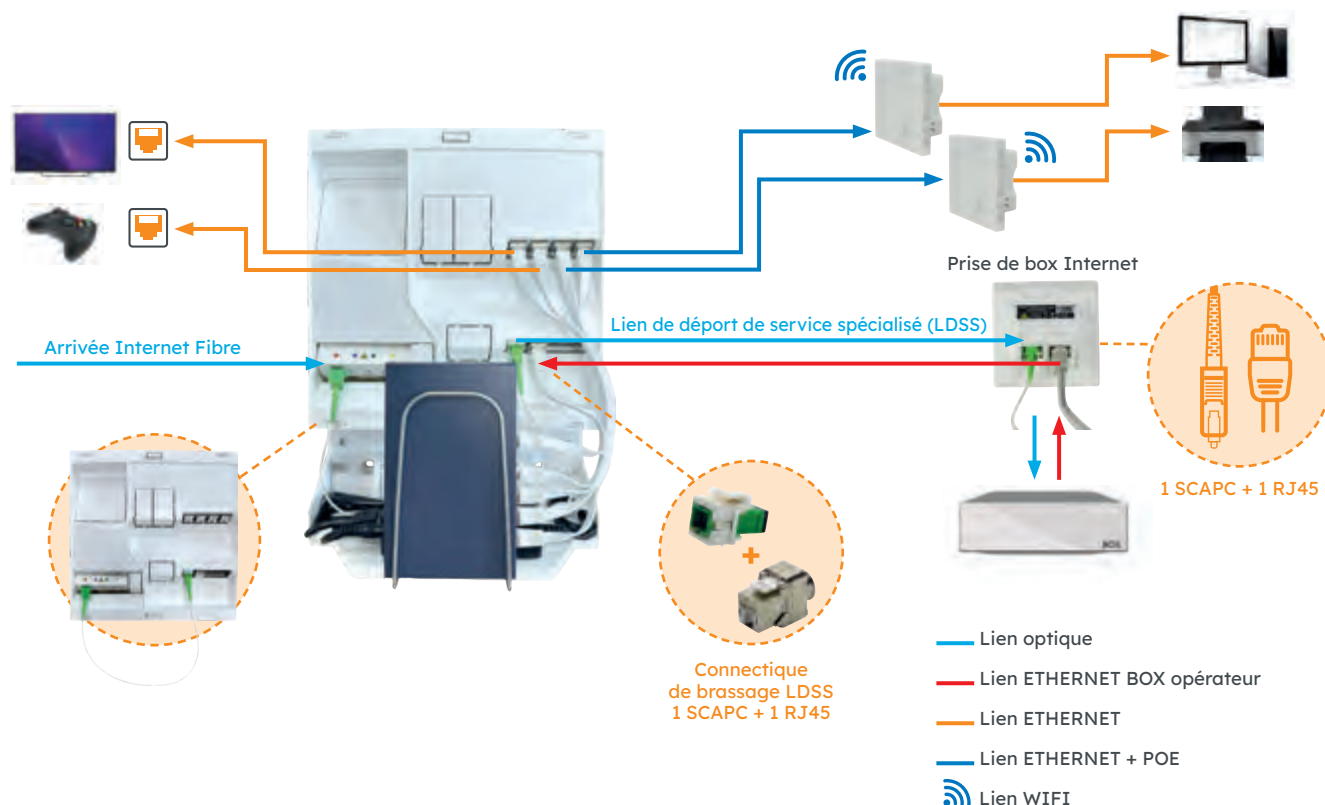 Prise de box Internet
Lien de déport de service spécialisé (LDSS)
Arrivée Internet Fibre
1 SCAPC + 1 RJ45
BOX
+
Connectique
de brassage LDSS
1 SCAPC + 1 RJ45
Lien optique
Lien ETHERNET BOX opérateur
Lien ETHERNET
Lien ETHERNET + POE
Lien WIFI